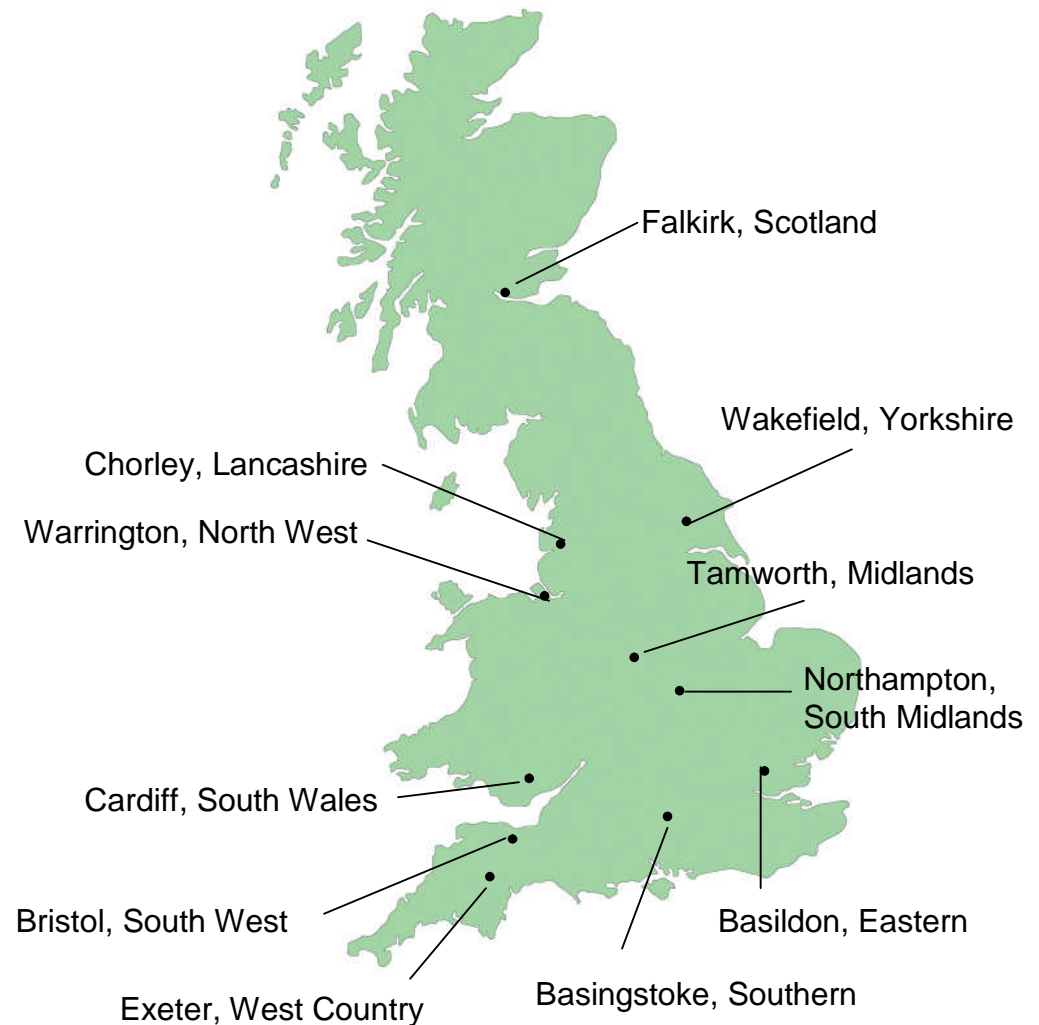 Falkirk, Scotland
Wakefield, Yorkshire
Chorley, Lancashire
Warrington, North West
Tamworth, Midlands
Northampton,
South Midlands
Cardiff, South Wales
Bristol, South West
Basildon, Eastern
Exeter, West Country
Basingstoke, Southern